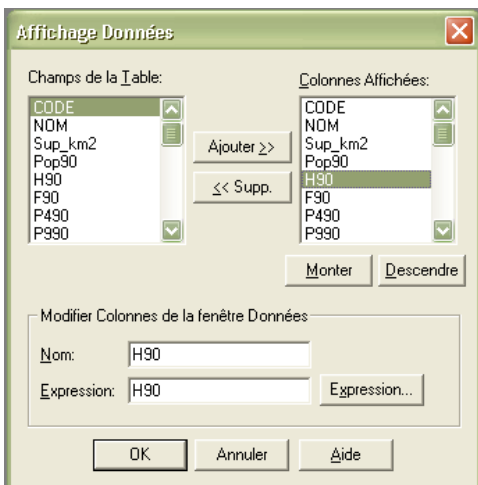 Affichage Données
Champs de la Table:
CODE
NOM
Sup_km2
Pop90
H90
F90
P490
P990
Ajouter >>
<< Supp.
Colonnes Affichées:
CODE
NOM
Sup_km2
Pop90
H90
F90
P490
P990
Monter
Descendre
Modifier Colonnes de la fenêtre Données
Nom:
H90
Expression:
H90
Expression...
OK
Annuler
Aide